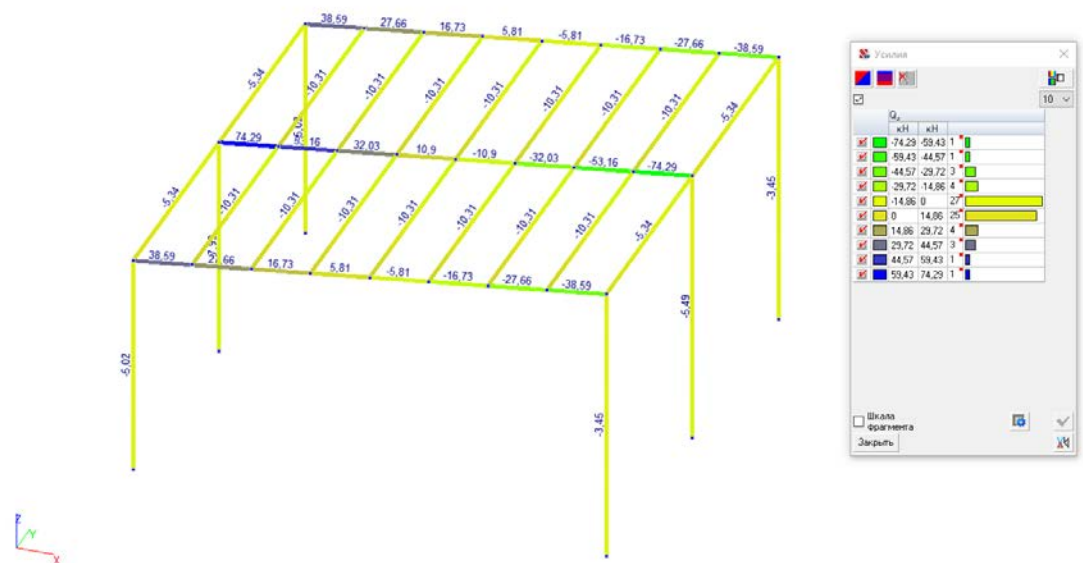 38,59 27,66 16,73 5,81 -5,81 -16,73 -27,66 -38,59
-5,34 -10,31 -10,31 -10,31 -10,31 -10,31 -10,31 -10,31 -5,34
74,29 16 32,03 10,9 -10,9 -32,03 -53,16 -74,29
-5,34 -10,31 -10,31 -10,31 -10,31 -10,31 -10,31 -10,31 -5,34
38,59 16,73 5,81 -5,81 -16,73 -27,66 -38,59
-5,02 -3,45 -5,49 -3,45
Z
Y
X
Усилия
10
Qz
кН кН
-74,29 -59,43 1
-59,43 -44,57 1
-44,57 -29,72 3
-29,72 -14,86 4
-14,86 0 27
0 14,86 25
14,86 29,72 4
29,72 44,57 3
44,57 59,43 1
59,43 74,29 1
Шкала
фрагмента
Закрыть